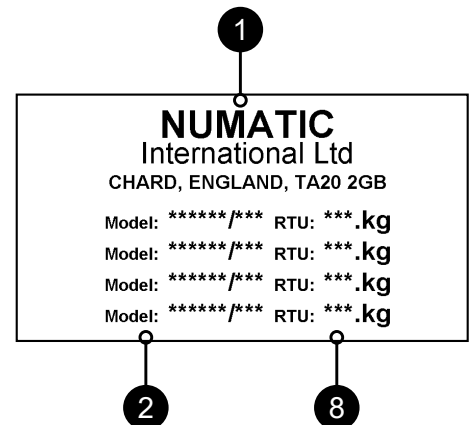 1
NUMATIC
International Ltd
CHARD, ENGLAND, TA20 2GB
Model: ******/*** RTU: ***.kg
Model: ******/*** RTU: ***.kg
Model: ******/*** RTU: ***.kg
Model: ******/*** RTU: ***.kg
2 8